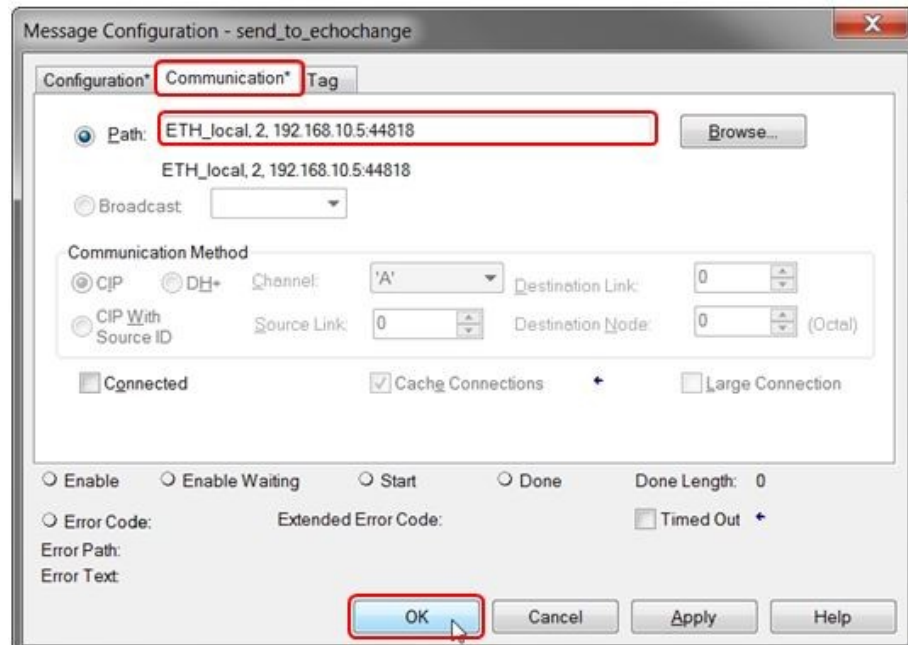 Message Configuration - send_to_echochange
Configuration* Communication* Tag
Path: ETH_local, 2, 192.168.10.5:44818 Browse...
ETH_local, 2, 192.168.10.5:44818
Broadcast:
Communication Method
CIP DH+ Channel: 'A' Destination Link: 0
CIP With Source ID Source Link: 0 Destination Node: 0 (Octal)
Connected Cache Connections Large Connection
Enable Enable Waiting Start Done Done Length: 0
Error Code: Extended Error Code: Timed Out
Error Path:
Error Text:
OK Cancel Apply Help